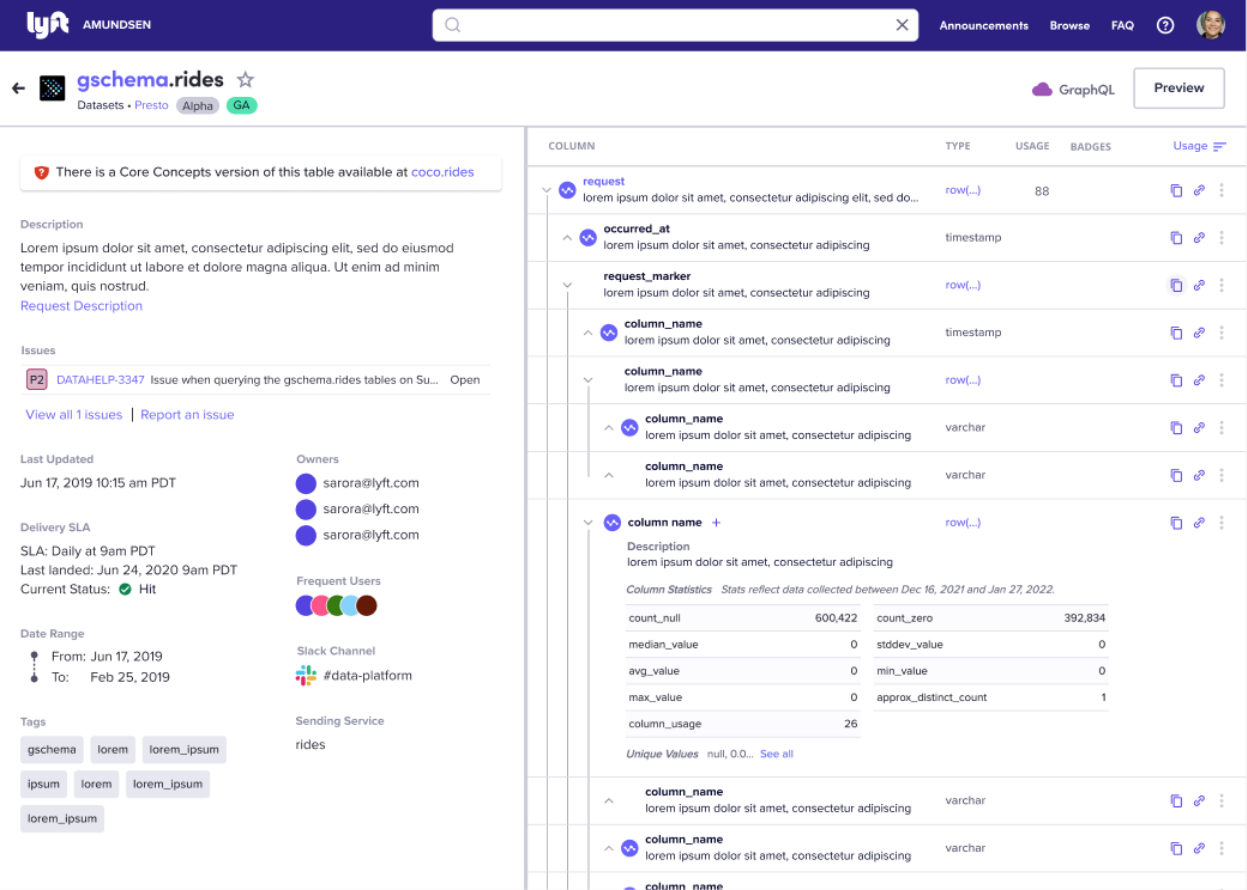 lyft AMUNDSEN
Announcements Browse FAQ ?
gschema.rides
Datasets • Presto Alpha GA
GraphQL
Preview
There is a Core Concepts version of this table available at coco.rides
Description
Lorem ipsum dolor sit amet, consectetur adipiscing elit, sed do eiusmod
tempor incididunt ut labore et dolore magna aliqua. Ut enim ad minim
veniam, quis nostrud.
Request Description
Issues
P2 DATAHELP-3347 Issue when querying the gschema.rides tables on Su... Open
View all 1 issues | Report an issue
Last Updated
Jun 17, 2019 10:15 am PDT
Delivery SLA
SLA: Daily at 9am PDT
Last landed: Jun 24, 2020 9am PDT
Current Status: Hit
Date Range
From: Jun 17, 2019
To: Feb 25, 2019
Tags
gschema lorem lorem_ipsum
ipsum lorem lorem_ipsum
lorem_ipsum
Owners
sarora@lyft.com
sarora@lyft.com
sarora@lyft.com
Frequent Users
Slack Channel
#data-platform
Sending Service
rides
COLUMN TYPE USAGE BADGES Usage
request row(...) 88
lorem ipsum dolor sit amet, consectetur adipiscing elit, sed do...
occurred_at timestamp
lorem ipsum dolor sit amet, consectetur adipiscing
request_marker row(...)
lorem ipsum dolor sit amet, consectetur adipiscing
column_name timestamp
lorem ipsum dolor sit amet, consectetur adipiscing
column_name row(...)
lorem ipsum dolor sit amet, consectetur adipiscing
column_name varchar
lorem ipsum dolor sit amet, consectetur adipiscing
column_name varchar
lorem ipsum dolor sit amet, consectetur adipiscing
column name + row(...)
Description
lorem ipsum dolor sit amet, consectetur adipiscing
Column Statistics Stats reflect data collected between Dec 16, 2021 and Jan 27, 2022.
count_null 600,422 count_zero 392,834
median_value 0 stddev_value 0
avg_value 0 min_value 0
max_value 0 approx_distinct_count 1
column_usage 26
Unique Values null, 0.0... See all
column_name varchar
lorem ipsum dolor sit amet, consectetur adipiscing
column_name varchar
lorem ipsum dolor sit amet, consectetur adipiscing
column_name